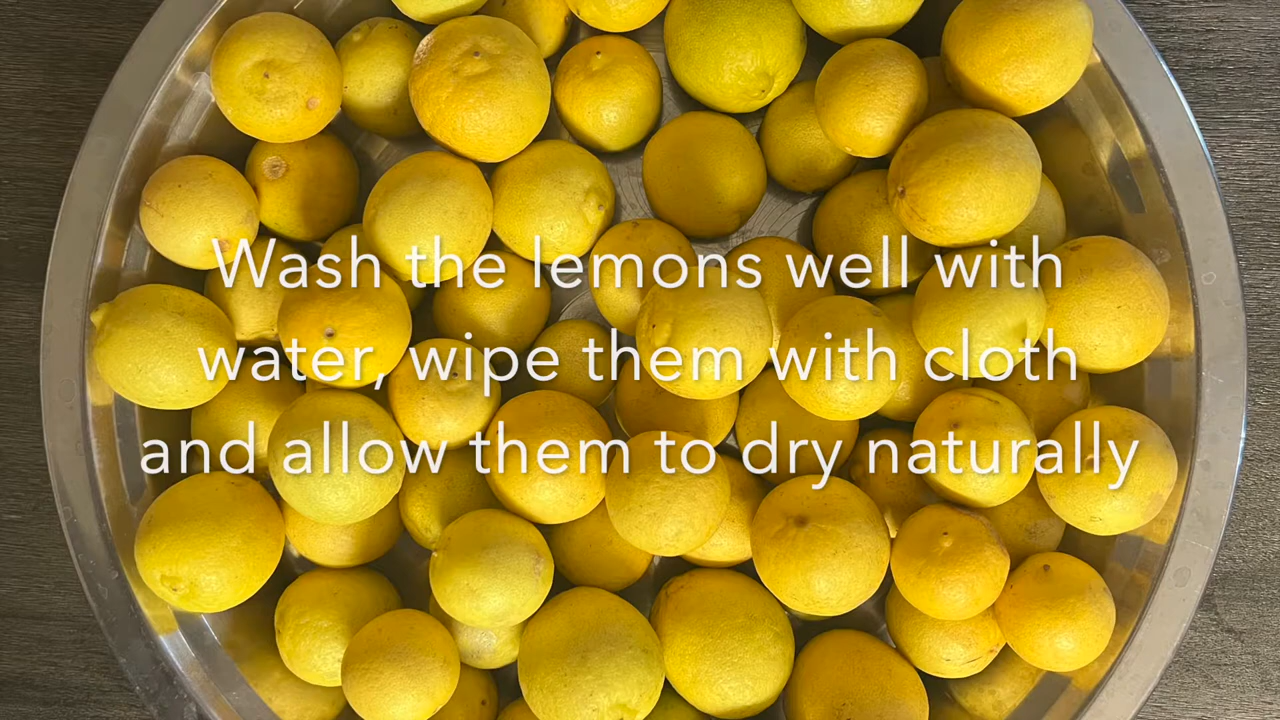 Wash the lemons well with
water, wipe them with cloth
and allow them to dry naturally